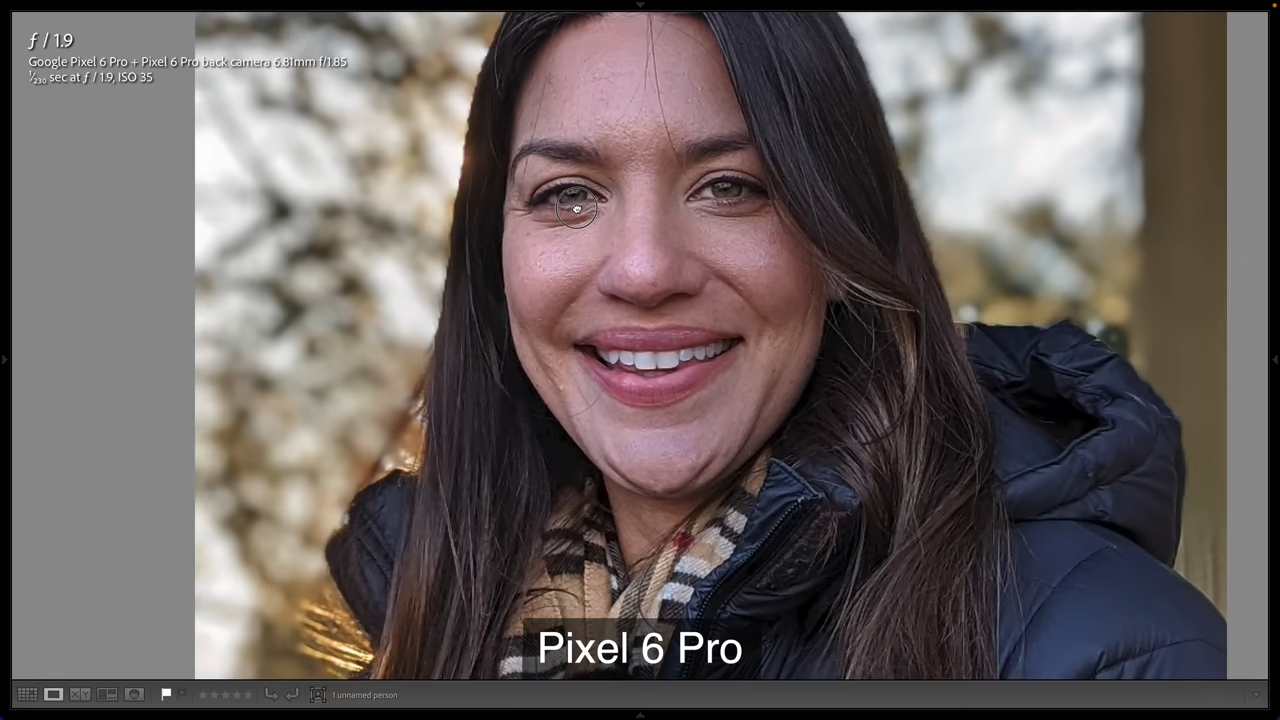 ƒ / 1.9
Google Pixel 6 Pro + Pixel 6 Pro back camera 6.81mm f/1.85
1/230 sec at ƒ / 1.9, ISO 35
Pixel 6 Pro
1 unnamed person